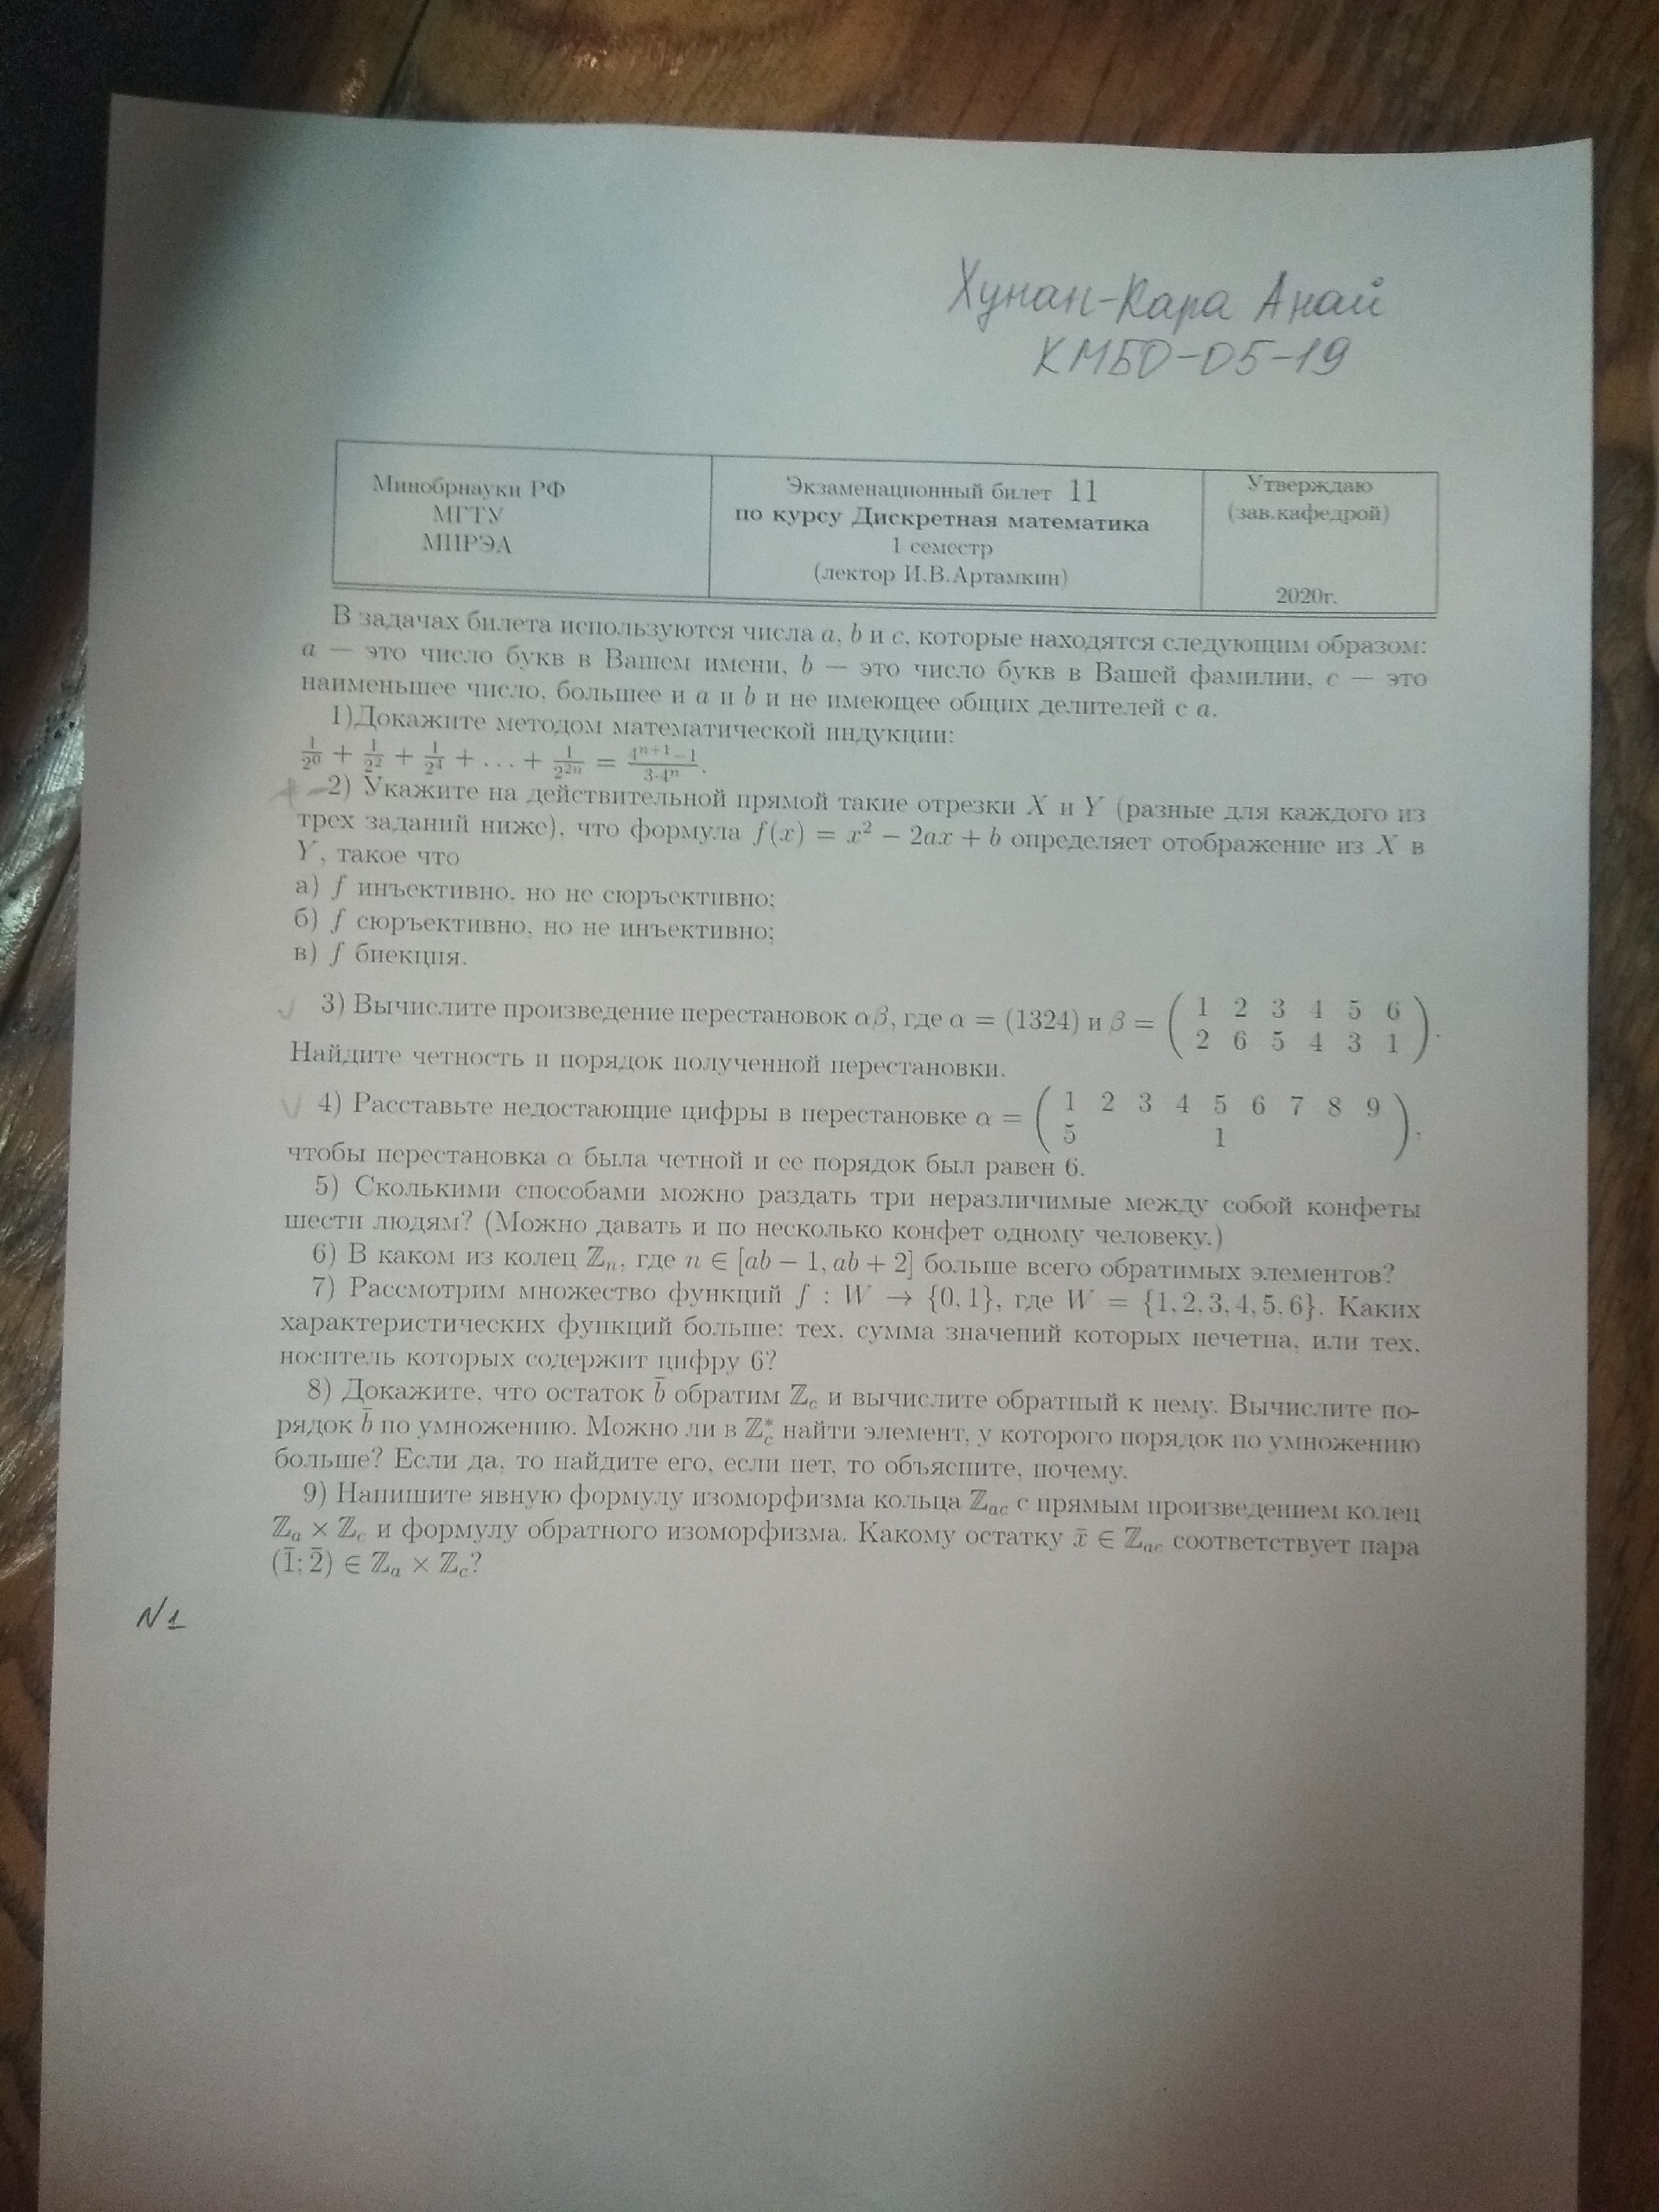 Хунан-Кара Анай
КМБО-05-19
Минобрнауки РФ
МГТУ
МИРЭА
Экзаменационный билет 11
по курсу Дискретная математика
1 семестр
(лектор И.В.Артамкин)
Утверждаю
(зав.кафедрой)
2020г.
В задачах билета используются числа a, b и c, которые находятся следующим образом:
a — это число букв в Вашем имени, b — это число букв в Вашей фамилии, c — это
наименьшее число, большее и a и b и не имеющее общих делителей с a.
1)Докажите методом математической индукции:
$\frac{1}{2^0} + \frac{1}{2^2} + \frac{1}{2^4} + \ldots + \frac{1}{2^{2n}} = \frac{4^{n+1}-1}{3 \cdot 4^n}$.
2) Укажите на действительной прямой такие отрезки X и Y (разные для каждого из
трех заданий ниже), что формула $f(x) = x^2 - 2ax + b$ определяет отображение из X в
Y, такое что
а) f инъективно, но не сюръективно;
б) f сюръективно, но не инъективно;
в) f биекция.
3) Вычислите произведение перестановок αβ, где α = (1324) и β = $\begin{pmatrix} 1 & 2 & 3 & 4 & 5 & 6 \\ 2 & 6 & 5 & 4 & 3 & 1 \end{pmatrix}$.
Найдите четность и порядок полученной перестановки.
4) Расставьте недостающие цифры в перестановке α = $\begin{pmatrix} 1 & 2 & 3 & 4 & 5 & 6 & 7 & 8 & 9 \\ 5 & & & & 1 & & & & \end{pmatrix}$,
чтобы перестановка α была четной и ее порядок был равен 6.
5) Сколькими способами можно раздать три неразличимые между собой конфеты
шести людям? (Можно давать и по несколько конфет одному человеку.)
6) В каком из колец $\mathbb{Z}_n$, где n ∈ [ab − 1, ab + 2] больше всего обратимых элементов?
7) Рассмотрим множество функций f : W → {0, 1}, где W = {1, 2, 3, 4, 5, 6}. Каких
характеристических функций больше: тех, сумма значений которых нечетна, или тех,
носитель которых содержит цифру 6?
8) Докажите, что остаток $\bar{b}$ обратим $\mathbb{Z}_c$ и вычислите обратный к нему. Вычислите по-
рядок $\bar{b}$ по умножению. Можно ли в $\mathbb{Z}_c^*$ найти элемент, у которого порядок по умножению
больше? Если да, то найдите его, если нет, то объясните, почему.
9) Напишите явную формулу изоморфизма кольца $\mathbb{Z}_{ac}$ с прямым произведением колец
$\mathbb{Z}_a \times \mathbb{Z}_c$ и формулу обратного изоморфизма. Какому остатку $\bar{x} \in \mathbb{Z}_{ac}$ соответствует пара
$(\bar{1}; \bar{2}) \in \mathbb{Z}_a \times \mathbb{Z}_c$?
N1